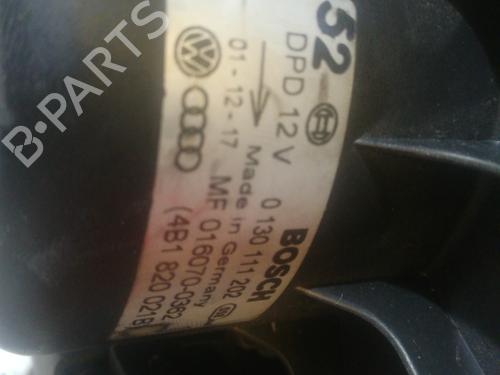 52
DPD 12 V
BOSCH
0 130 111 202
01-12-17
Made in Germany
MF 016070-0362
(4B1 820 021B
B-PARTS